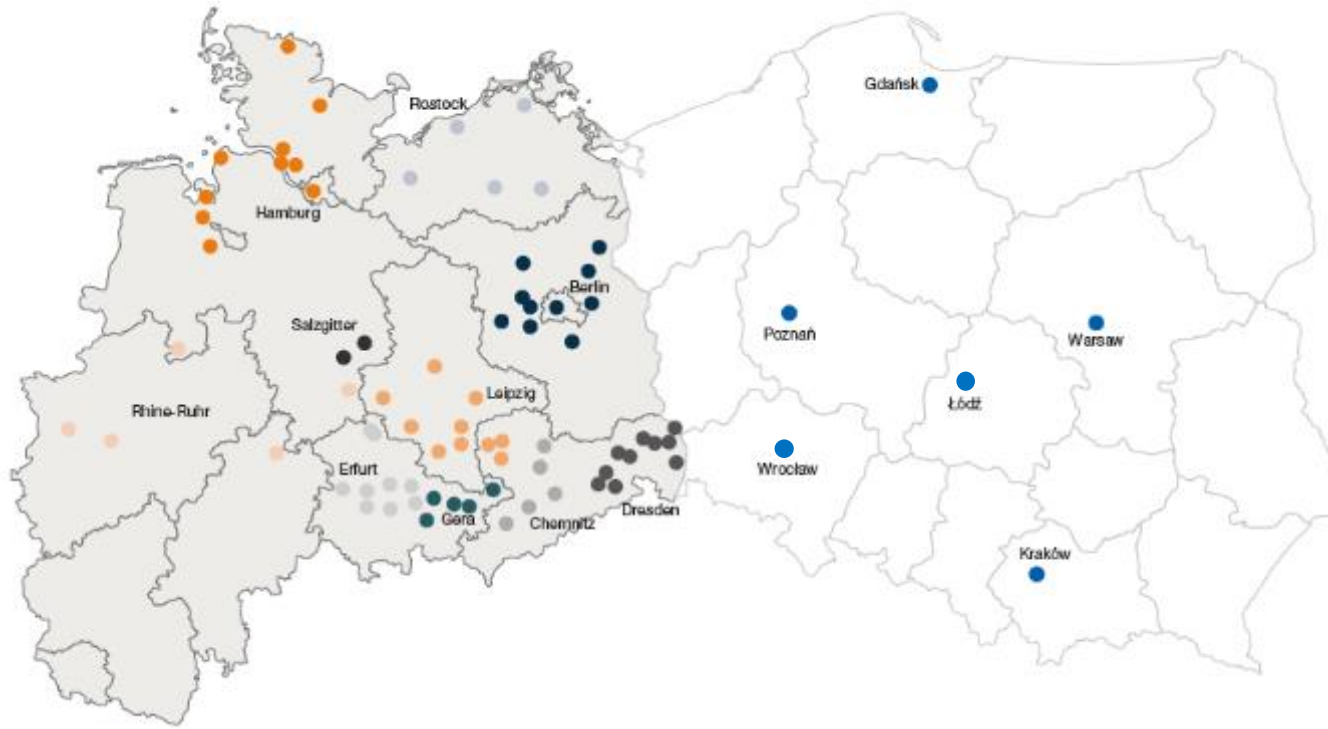 Gdańsk
Rostock
Hamburg
Berlin
Salzgitter
Poznań
Warsaw
Leipzig
Łódź
Rhine-Ruhr
Wrocław
Erfurt
Gera
Chemnitz
Dresden
Kraków